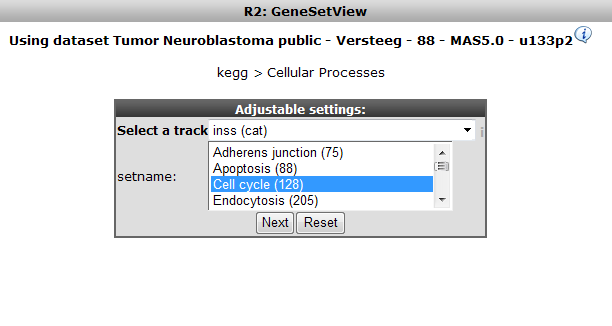 R2: GeneSetView
Using dataset Tumor Neuroblastoma public - Versteeg - 88 - MAS5.0 - u133p2
kegg > Cellular Processes
Adjustable settings:
Select a track inss (cat)
setname:
Adherens junction (75)
Apoptosis (88)
Cell cycle (128)
Endocytosis (205)
Next Reset